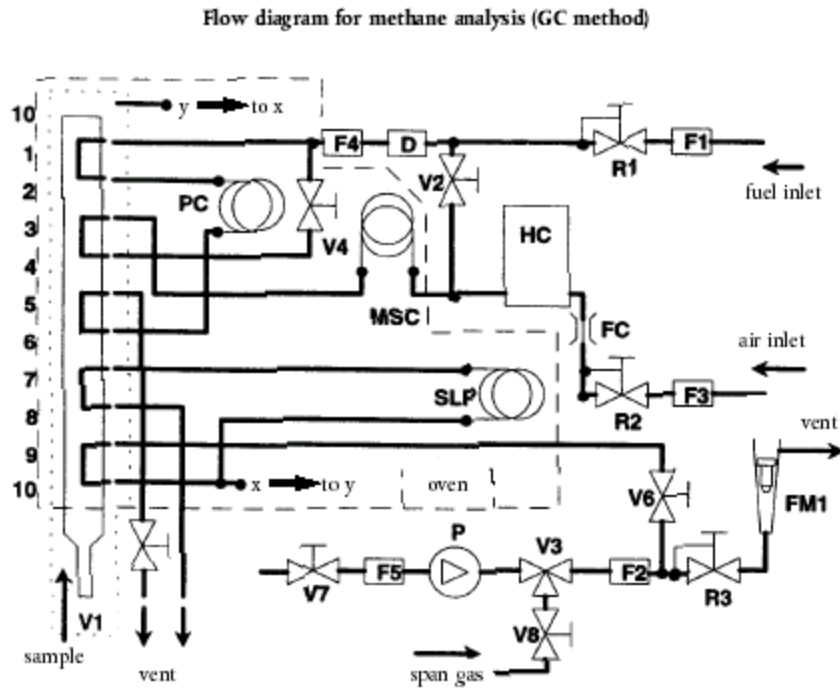 Flow diagram for methane analysis (GC method)
10
y to x
F4
D
R1
F1
1
fuel inlet
2
PC
V2
3
V4
HC
4
5
MSC
FC
6
air inlet
7
SLP
R2
F3
8
vent
9
10
x to y
oven
V6
FM1
P
V3
V7
F5
F2
R3
V1
V8
sample
vent
span gas